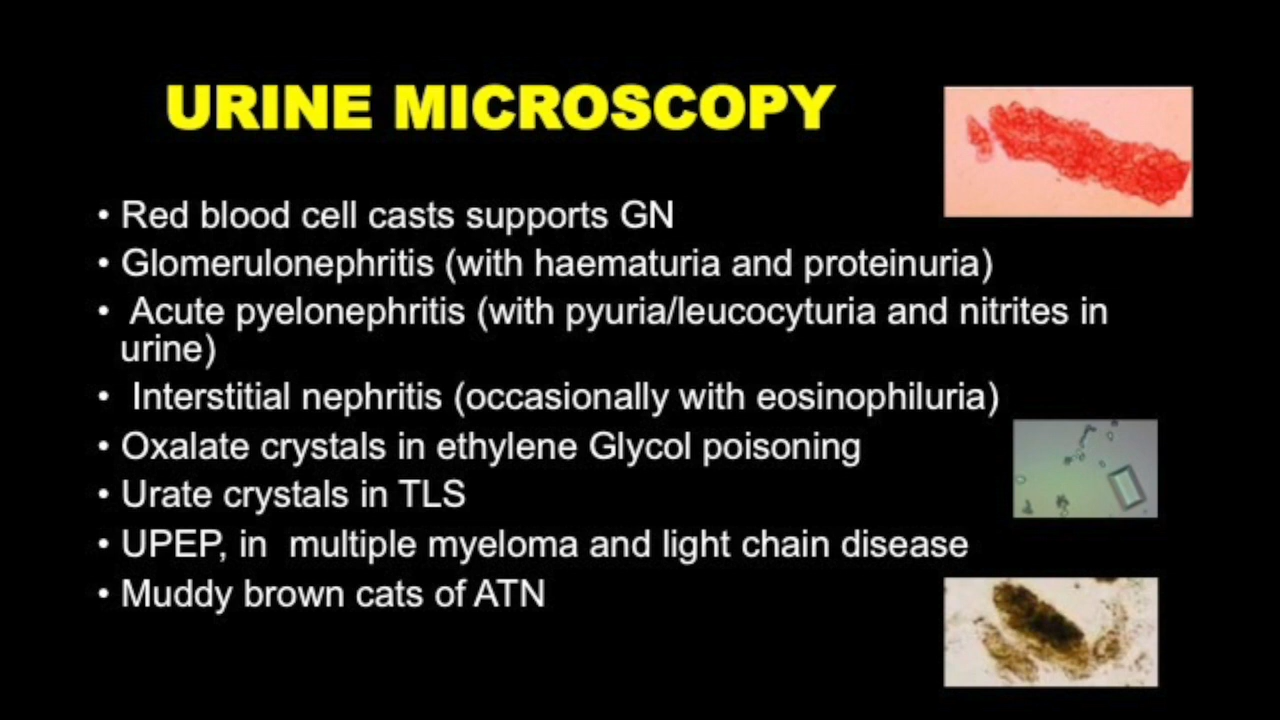 URINE MICROSCOPY
• Red blood cell casts supports GN
• Glomerulonephritis (with haematuria and proteinuria)
• Acute pyelonephritis (with pyuria/leucocyturia and nitrites in
urine)
• Interstitial nephritis (occasionally with eosinophiluria)
• Oxalate crystals in ethylene Glycol poisoning
• Urate crystals in TLS
• UPEP, in  multiple myeloma and light chain disease
• Muddy brown cats of ATN